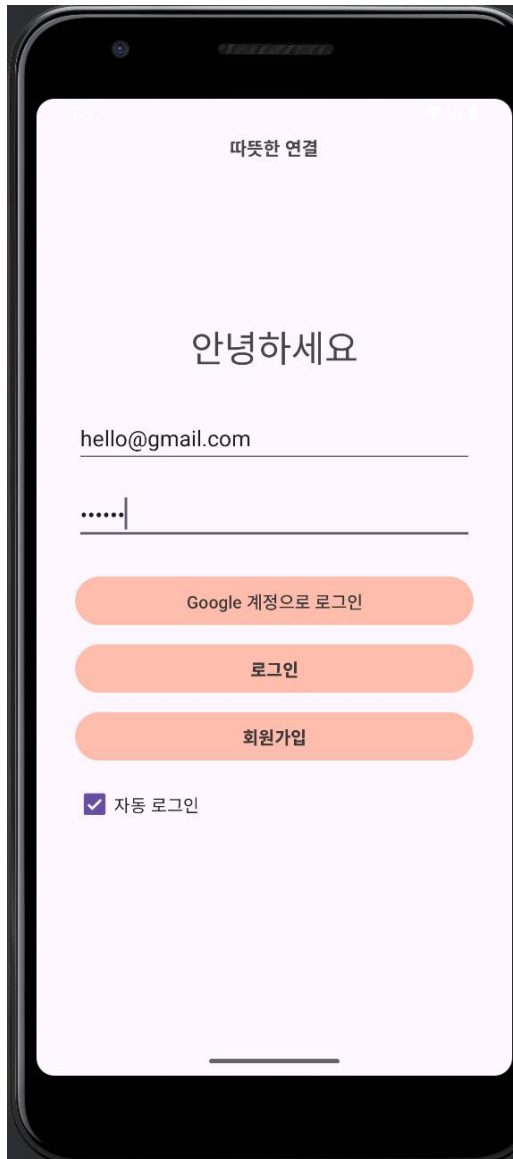 따뜻한 연결
안녕하세요
hello@gmail.com
••••••
Google 계정으로 로그인
로그인
회원가입
자동 로그인